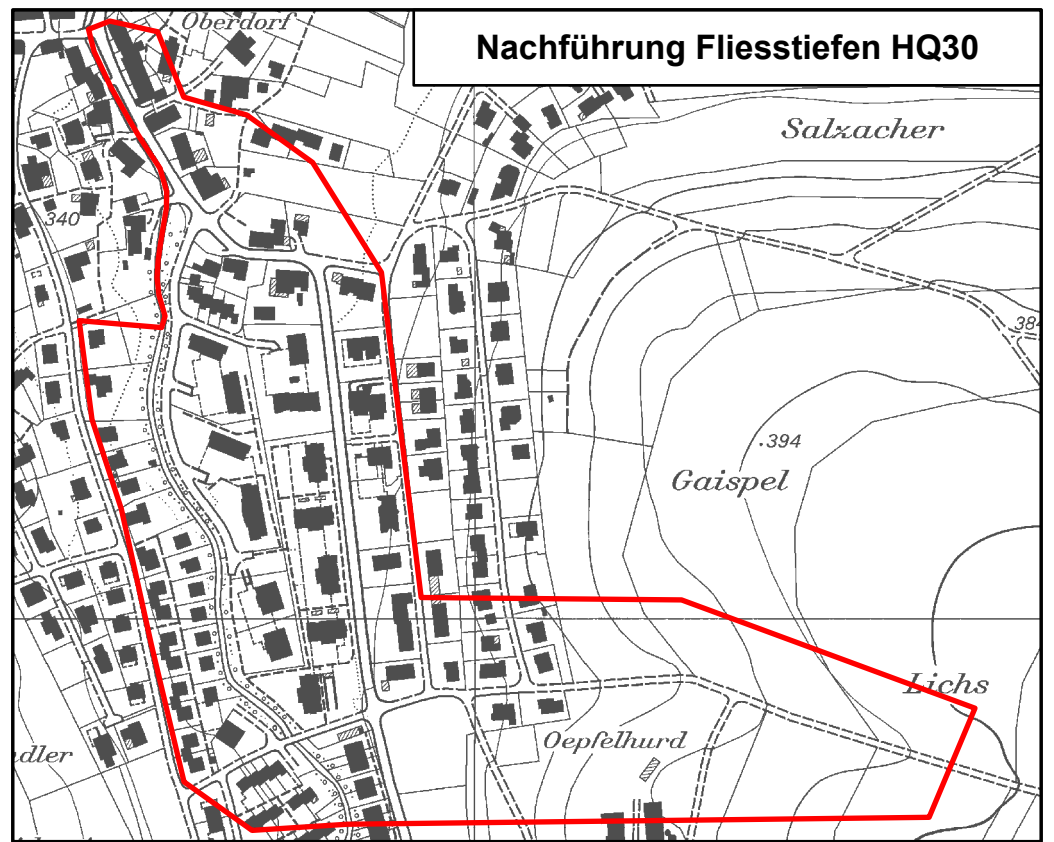 Oberdorf
Nachführung Fliesstiefen HQ30
Salzacher
340
384
.394
Gaispel
Lichs
Oepfelhurd
dler